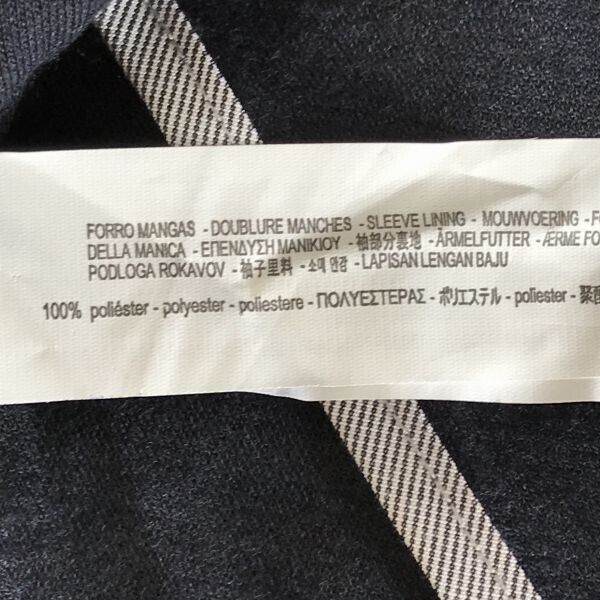 FORRO MANGAS - DOUBLURE MANCHES - SLEEVE LINING - MOUWVOERING -
DELLA MANICA - ΕΠΕΝΔΥΣΗ ΜΑΝΙΚΙΟΥ - 袖部分裏地 - ÄRMELFUTTER - ÆRME
PODLOGA ROKAVOV - 袖子里料 - 소매 안감 - LAPISAN LENGAN BAJU
100% poliéster - polyester - poliestere - ΠΟΛΥΕΣΤΕΡΑΣ - ポリエステル - poliester -